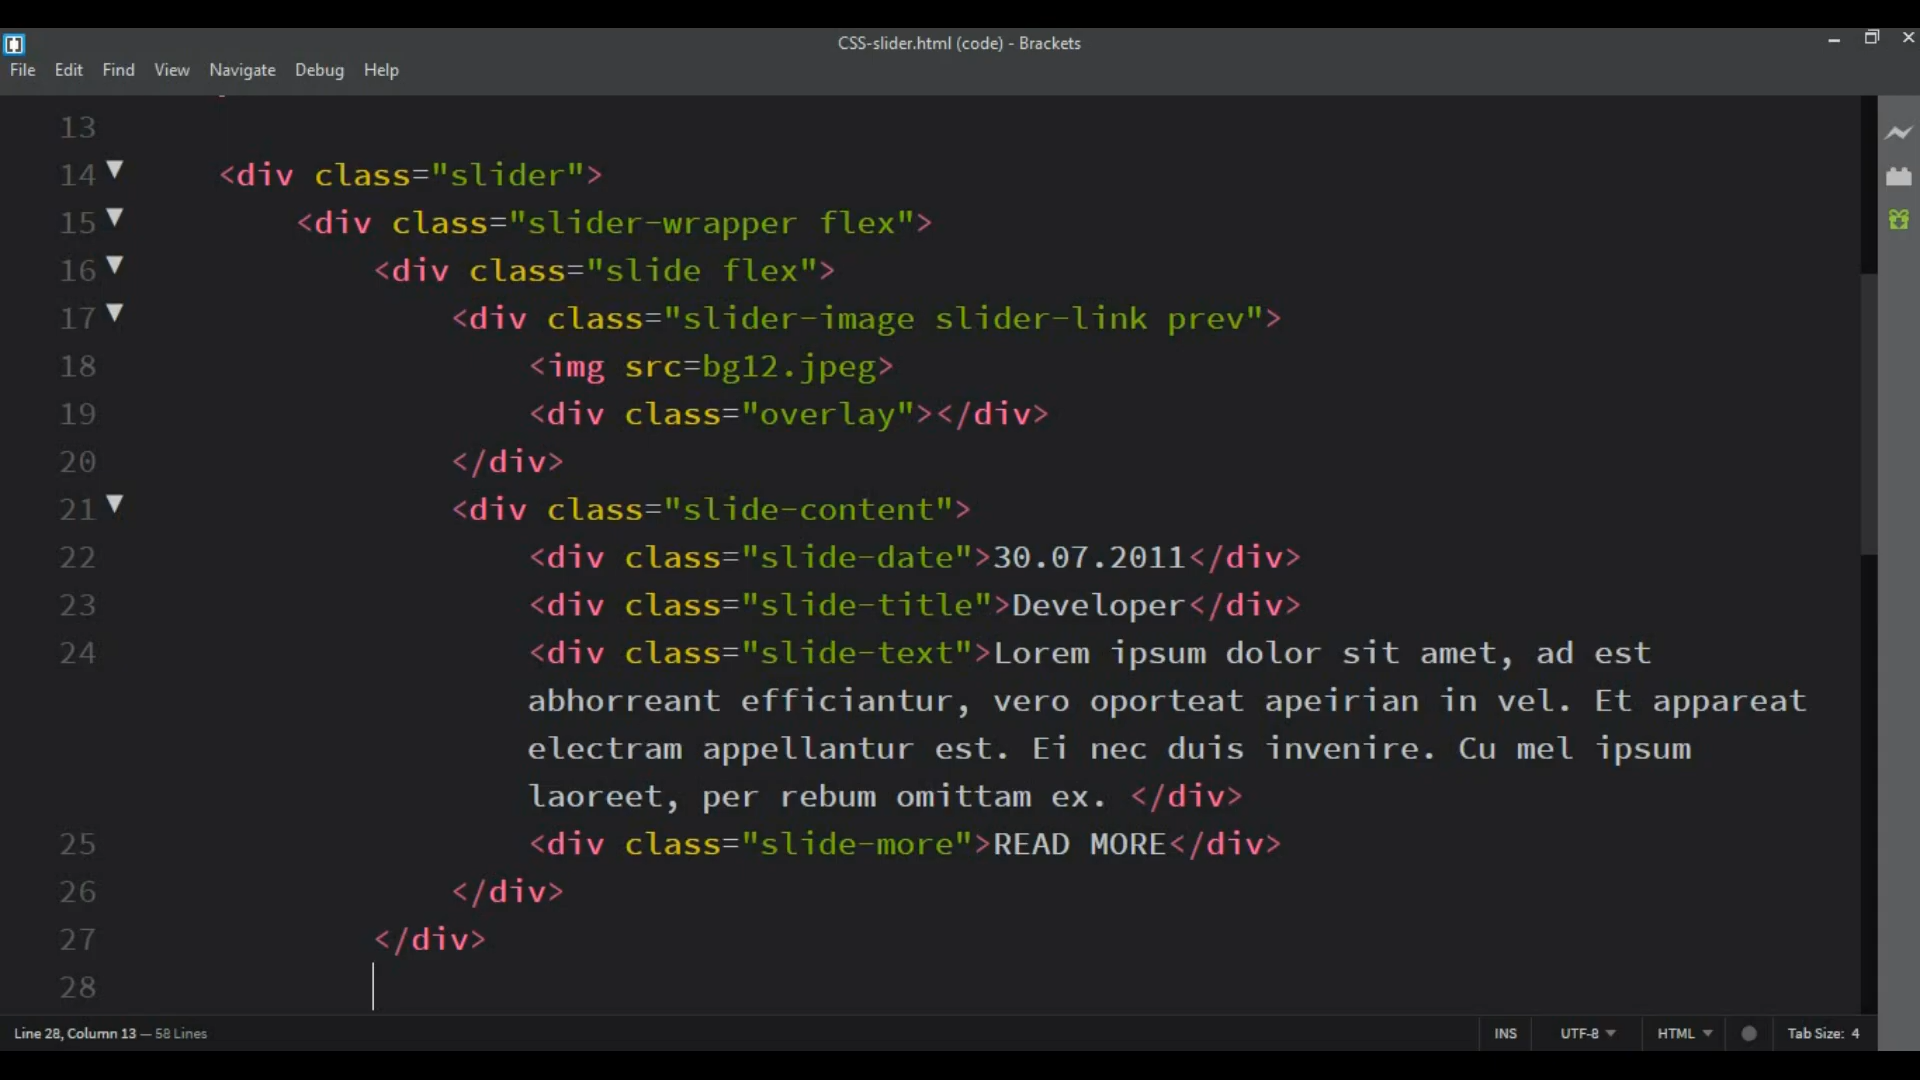 CSS-slider.html (code) - Brackets
File Edit Find View Navigate Debug Help
13
14 <div class="slider">
15 <div class="slider-wrapper flex">
16 <div class="slide flex">
17 <div class="slider-image slider-link prev">
18 <img src=bg12.jpeg>
19 <div class="overlay"></div>
20 </div>
21 <div class="slide-content">
22 <div class="slide-date">30.07.2011</div>
23 <div class="slide-title">Developer</div>
24 <div class="slide-text">Lorem ipsum dolor sit amet, ad est
abhorreant efficiantur, vero oporteat apeirian in vel. Et appareat
electram appellantur est. Ei nec duis invenire. Cu mel ipsum
laoreet, per rebum omittam ex. </div>
25 <div class="slide-more">READ MORE</div>
26 </div>
27 </div>
28
Line 28, Column 13 — 58 Lines INS UTF-8 HTML Tab Size: 4